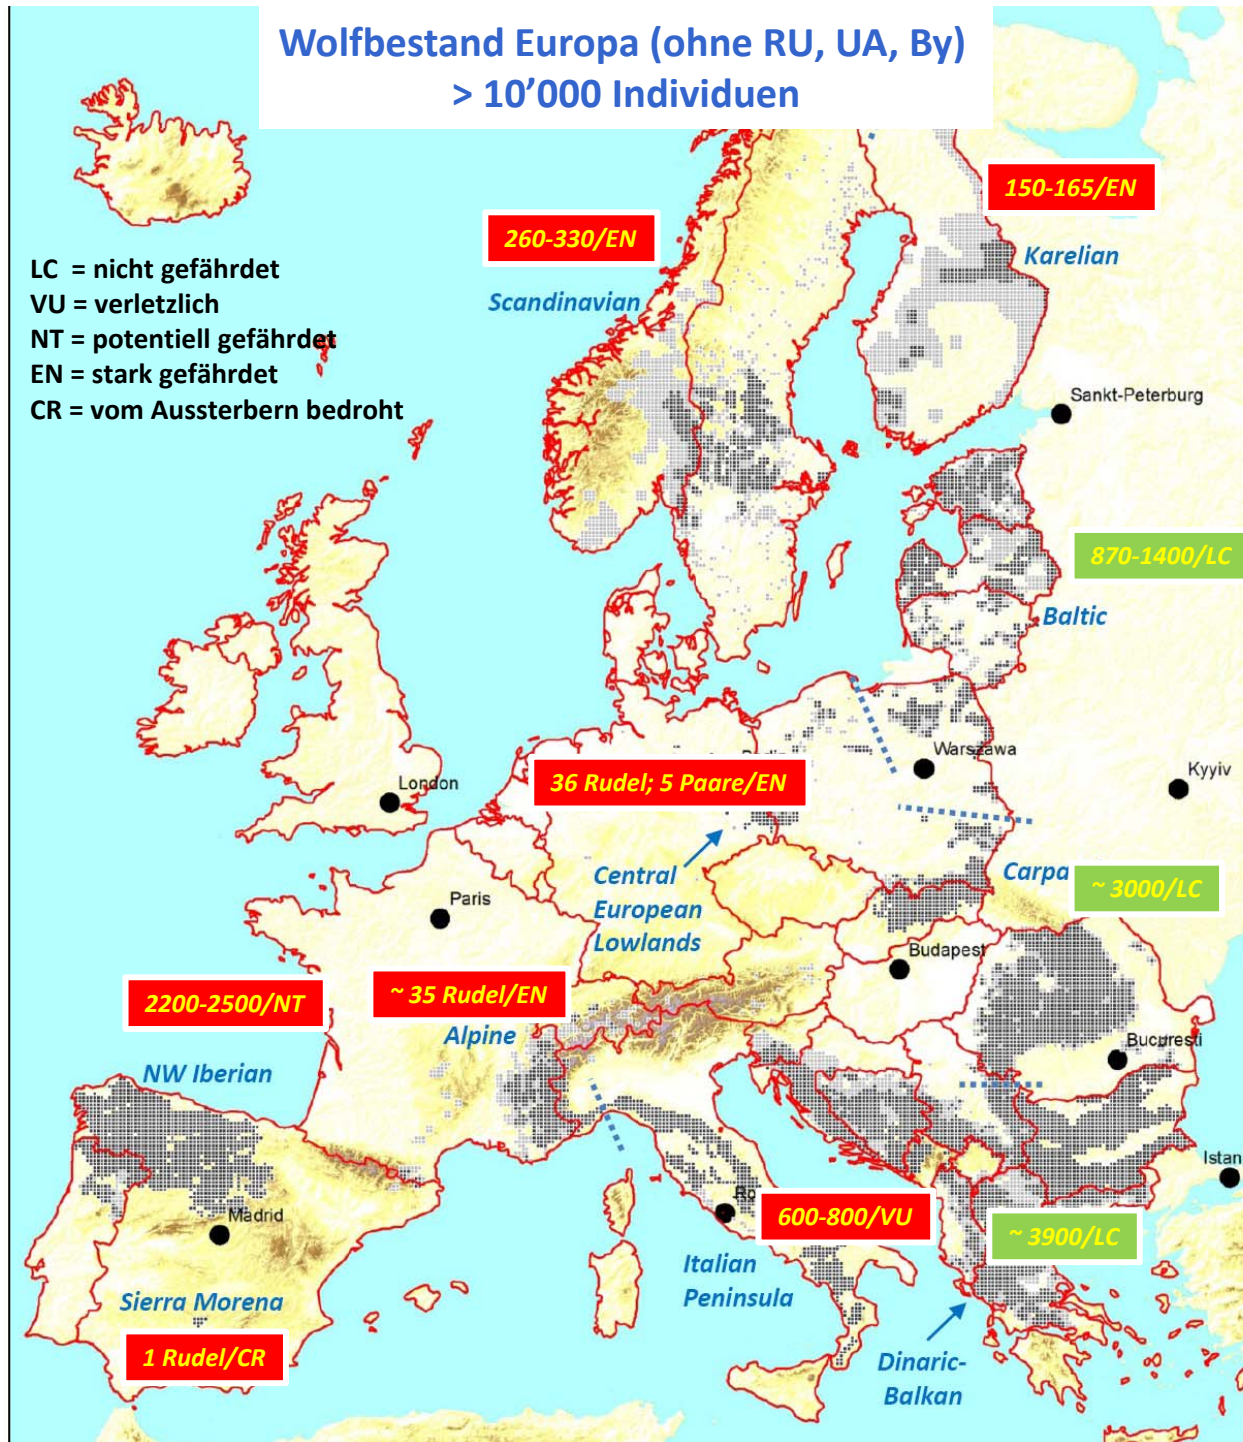 Wolfbestand Europa (ohne RU, UA, By)
> 10’000 Individuen
150-165/EN
Karelian
260-330/EN
Scandinavian
LC = nicht gefährdet
VU = verletzlich
NT = potentiell gefährdet
EN = stark gefährdet
CR = vom Aussterbern bedroht
Sankt-Peterburg
870-1400/LC
Baltic
Warszawa
Kyyiv
London
36 Rudel; 5 Paare/EN
Central
European
Lowlands
Carpa
~ 3000/LC
Paris
Budapest
2200-2500/NT
~ 35 Rudel/EN
Alpine
NW Iberian
Bucuresti
Istan
Madrid
Ro
600-800/VU
~ 3900/LC
Italian
Peninsula
Sierra Morena
1 Rudel/CR
Dinaric-
Balkan